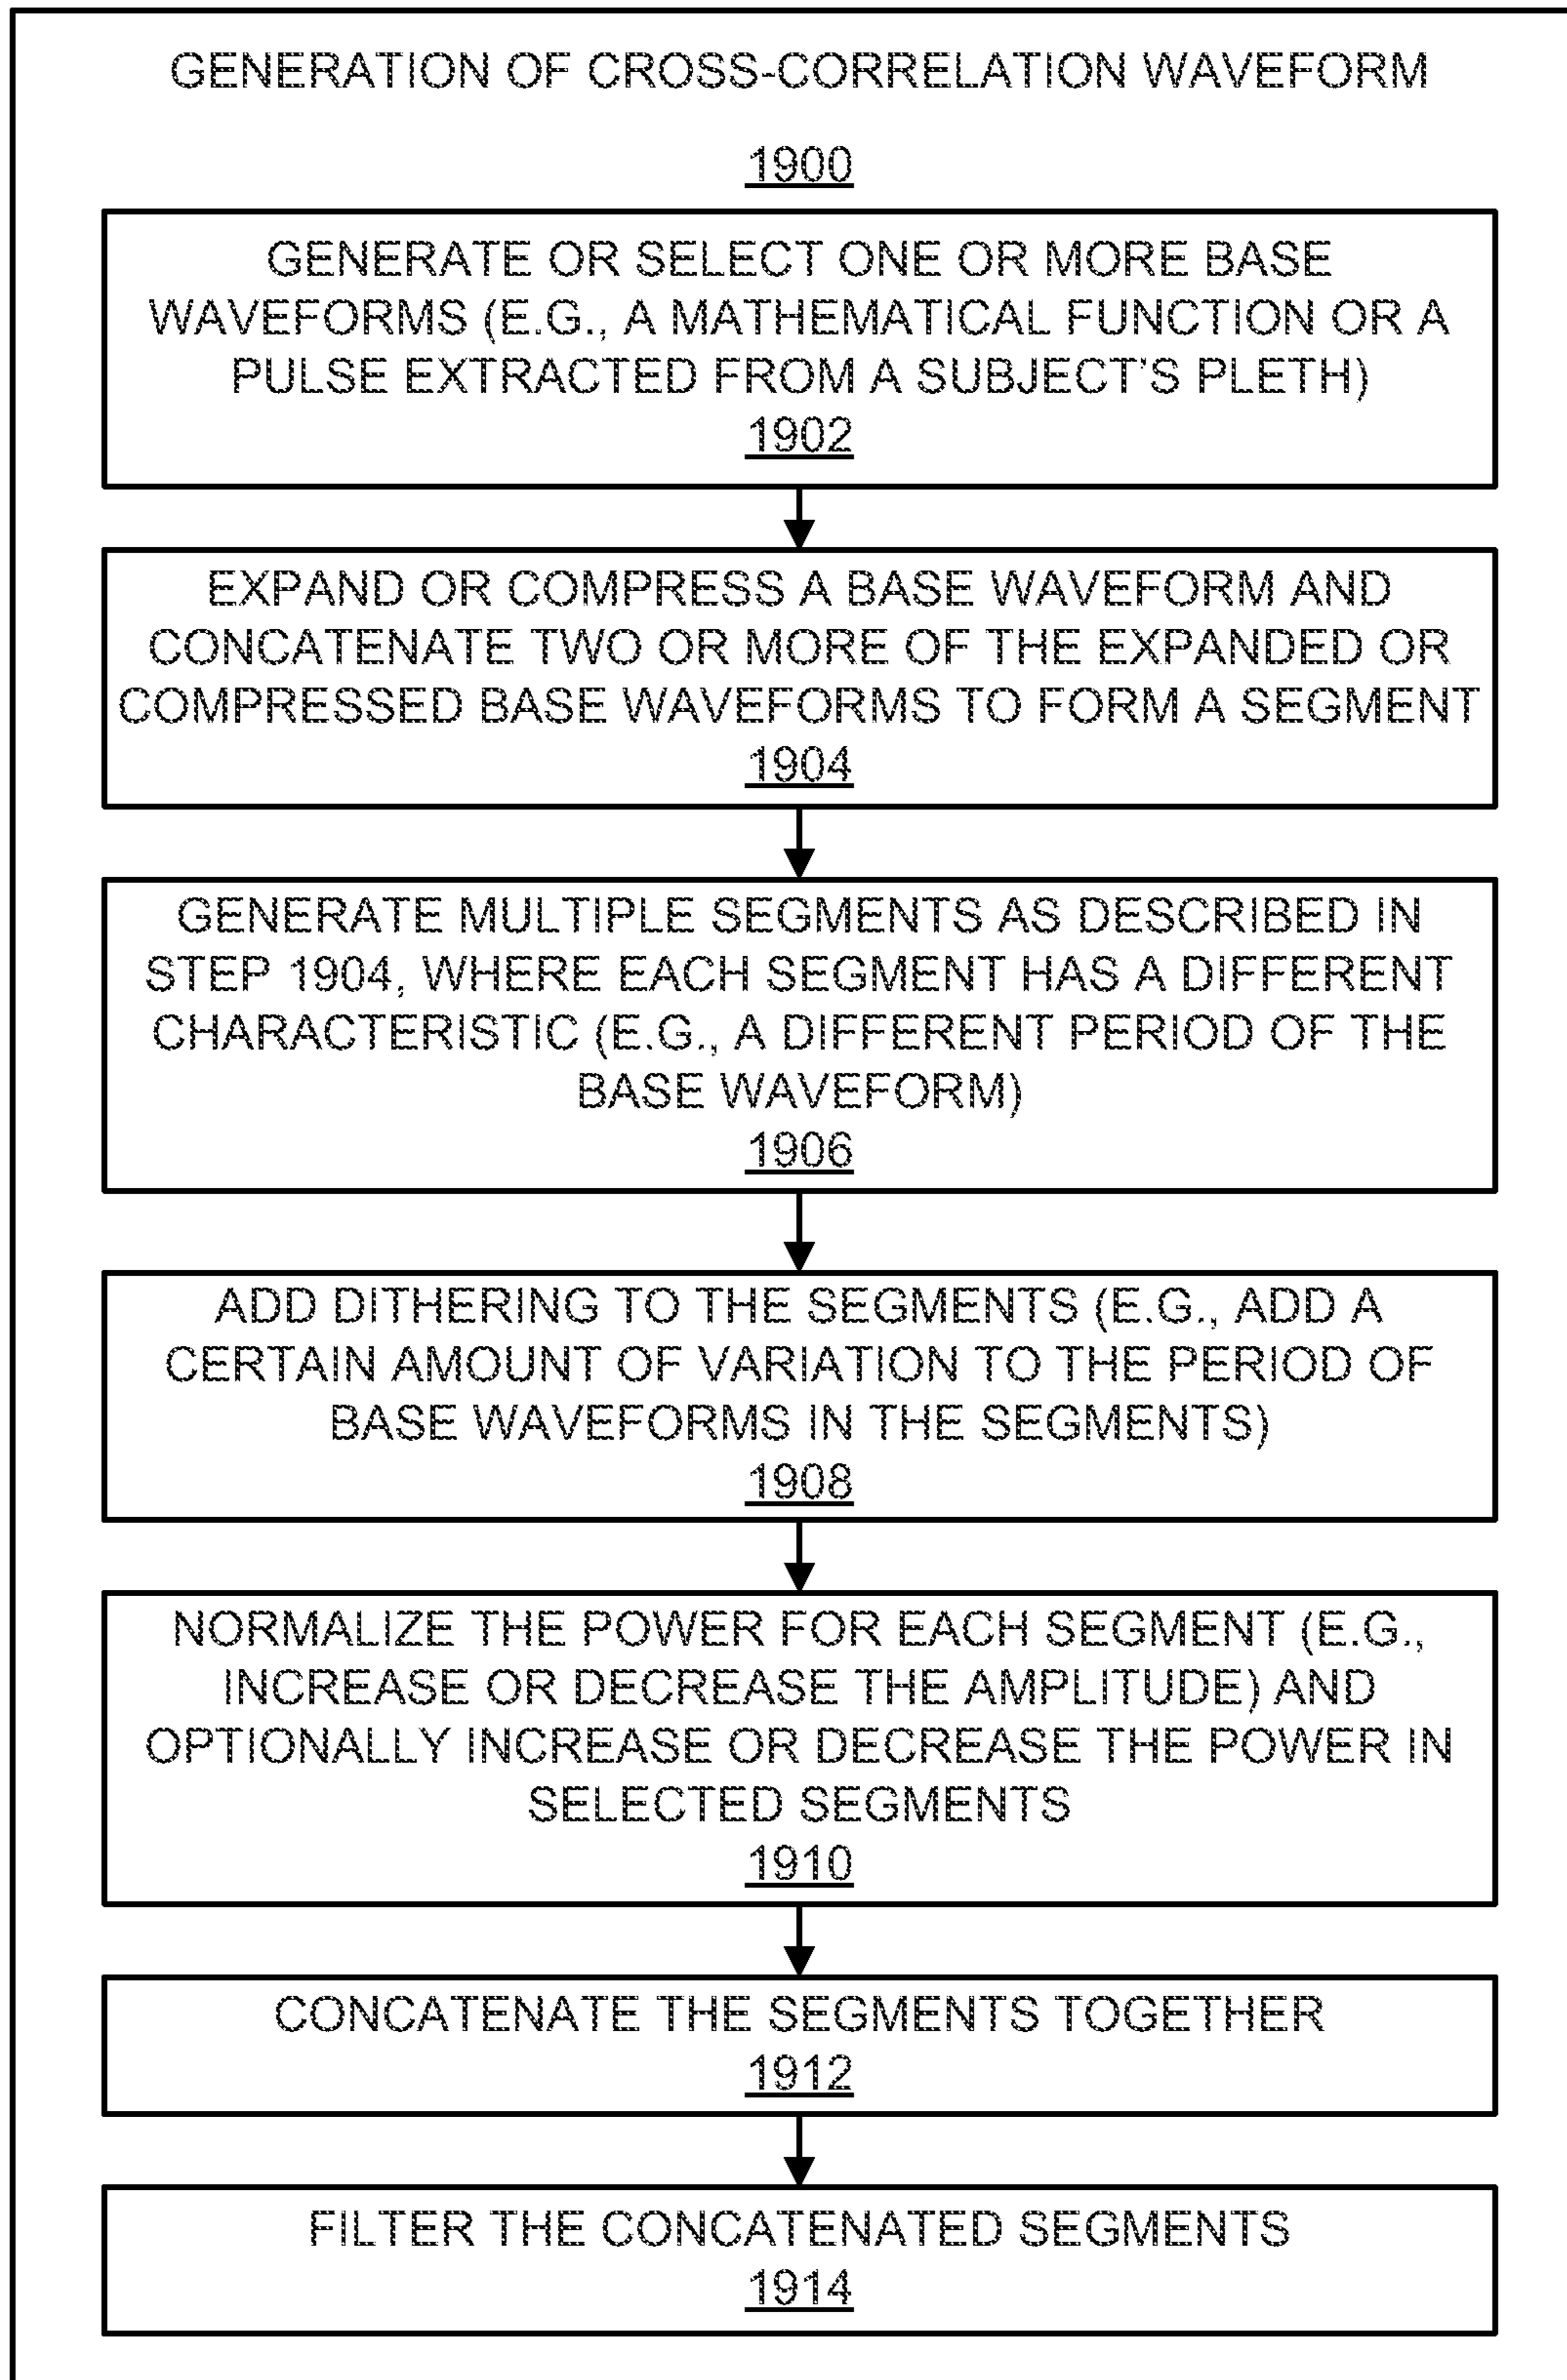 GENERATION OF CROSS-CORRELATION WAVEFORM
1900
GENERATE OR SELECT ONE OR MORE BASE
WAVEFORMS (E.G., A MATHEMATICAL FUNCTION OR A
PULSE EXTRACTED FROM A SUBJECT'S PLETH)
1902
EXPAND OR COMPRESS A BASE WAVEFORM AND
CONCATENATE TWO OR MORE OF THE EXPANDED OR
COMPRESSED BASE WAVEFORMS TO FORM A SEGMENT
1904
GENERATE MULTIPLE SEGMENTS AS DESCRIBED IN
STEP 1904, WHERE EACH SEGMENT HAS A DIFFERENT
CHARACTERISTIC (E.G., A DIFFERENT PERIOD OF THE
BASE WAVEFORM)
1906
ADD DITHERING TO THE SEGMENTS (E.G., ADD A
CERTAIN AMOUNT OF VARIATION TO THE PERIOD OF
BASE WAVEFORMS IN THE SEGMENTS)
1908
NORMALIZE THE POWER FOR EACH SEGMENT (E.G.,
INCREASE OR DECREASE THE AMPLITUDE) AND
OPTIONALLY INCREASE OR DECREASE THE POWER IN
SELECTED SEGMENTS
1910
CONCATENATE THE SEGMENTS TOGETHER
1912
FILTER THE CONCATENATED SEGMENTS
1914